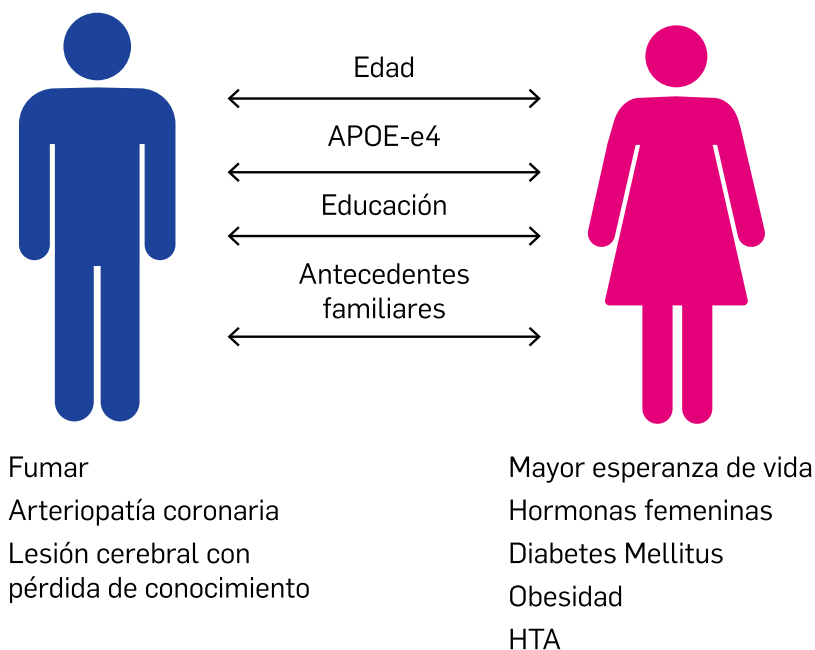 Edad
APOE-e4
Educación
Antecedentes
familiares
Fumar
Arteriopatía coronaria
Lesión cerebral con
pérdida de conocimiento
Mayor esperanza de vida
Hormonas femeninas
Diabetes Mellitus
Obesidad
HTA